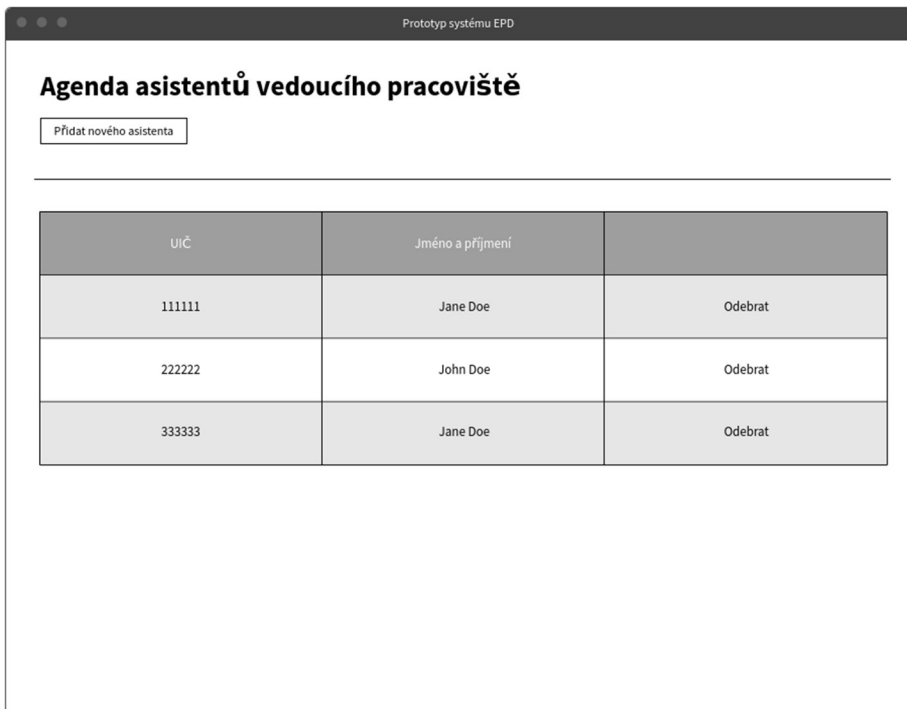 Prototyp systému EPD
Agenda asistentů vedoucího pracoviště
Přidat nového asistenta
UIČ Jméno a příjmení
111111 Jane Doe Odebrat
222222 John Doe Odebrat
333333 Jane Doe Odebrat